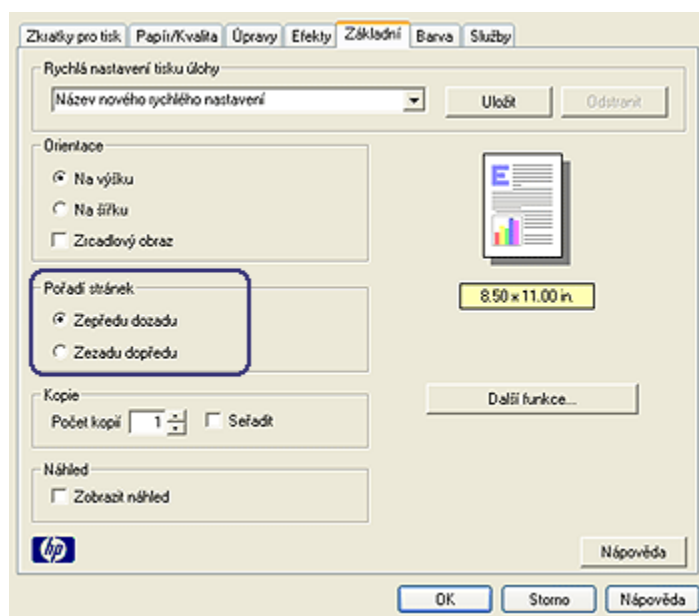 Zkratky pro tisk Papír/Kvalita Úpravy Efekty Základní Barva Služby
Rychlá nastavení tisku úlohy
Název nového rychlého nastavení Uložit Odstranit
Orientace
Na výšku
Na šířku
Zrcadlový obraz
E
8.50 x 11.00 in.
Pořadí stránek
Zepředu dozadu
Zezadu dopředu
Kopie
Počet kopií 1 Seřadit
Další funkce...
Náhled
Zobrazit náhled
hp
Nápověda
OK Storno Nápověda